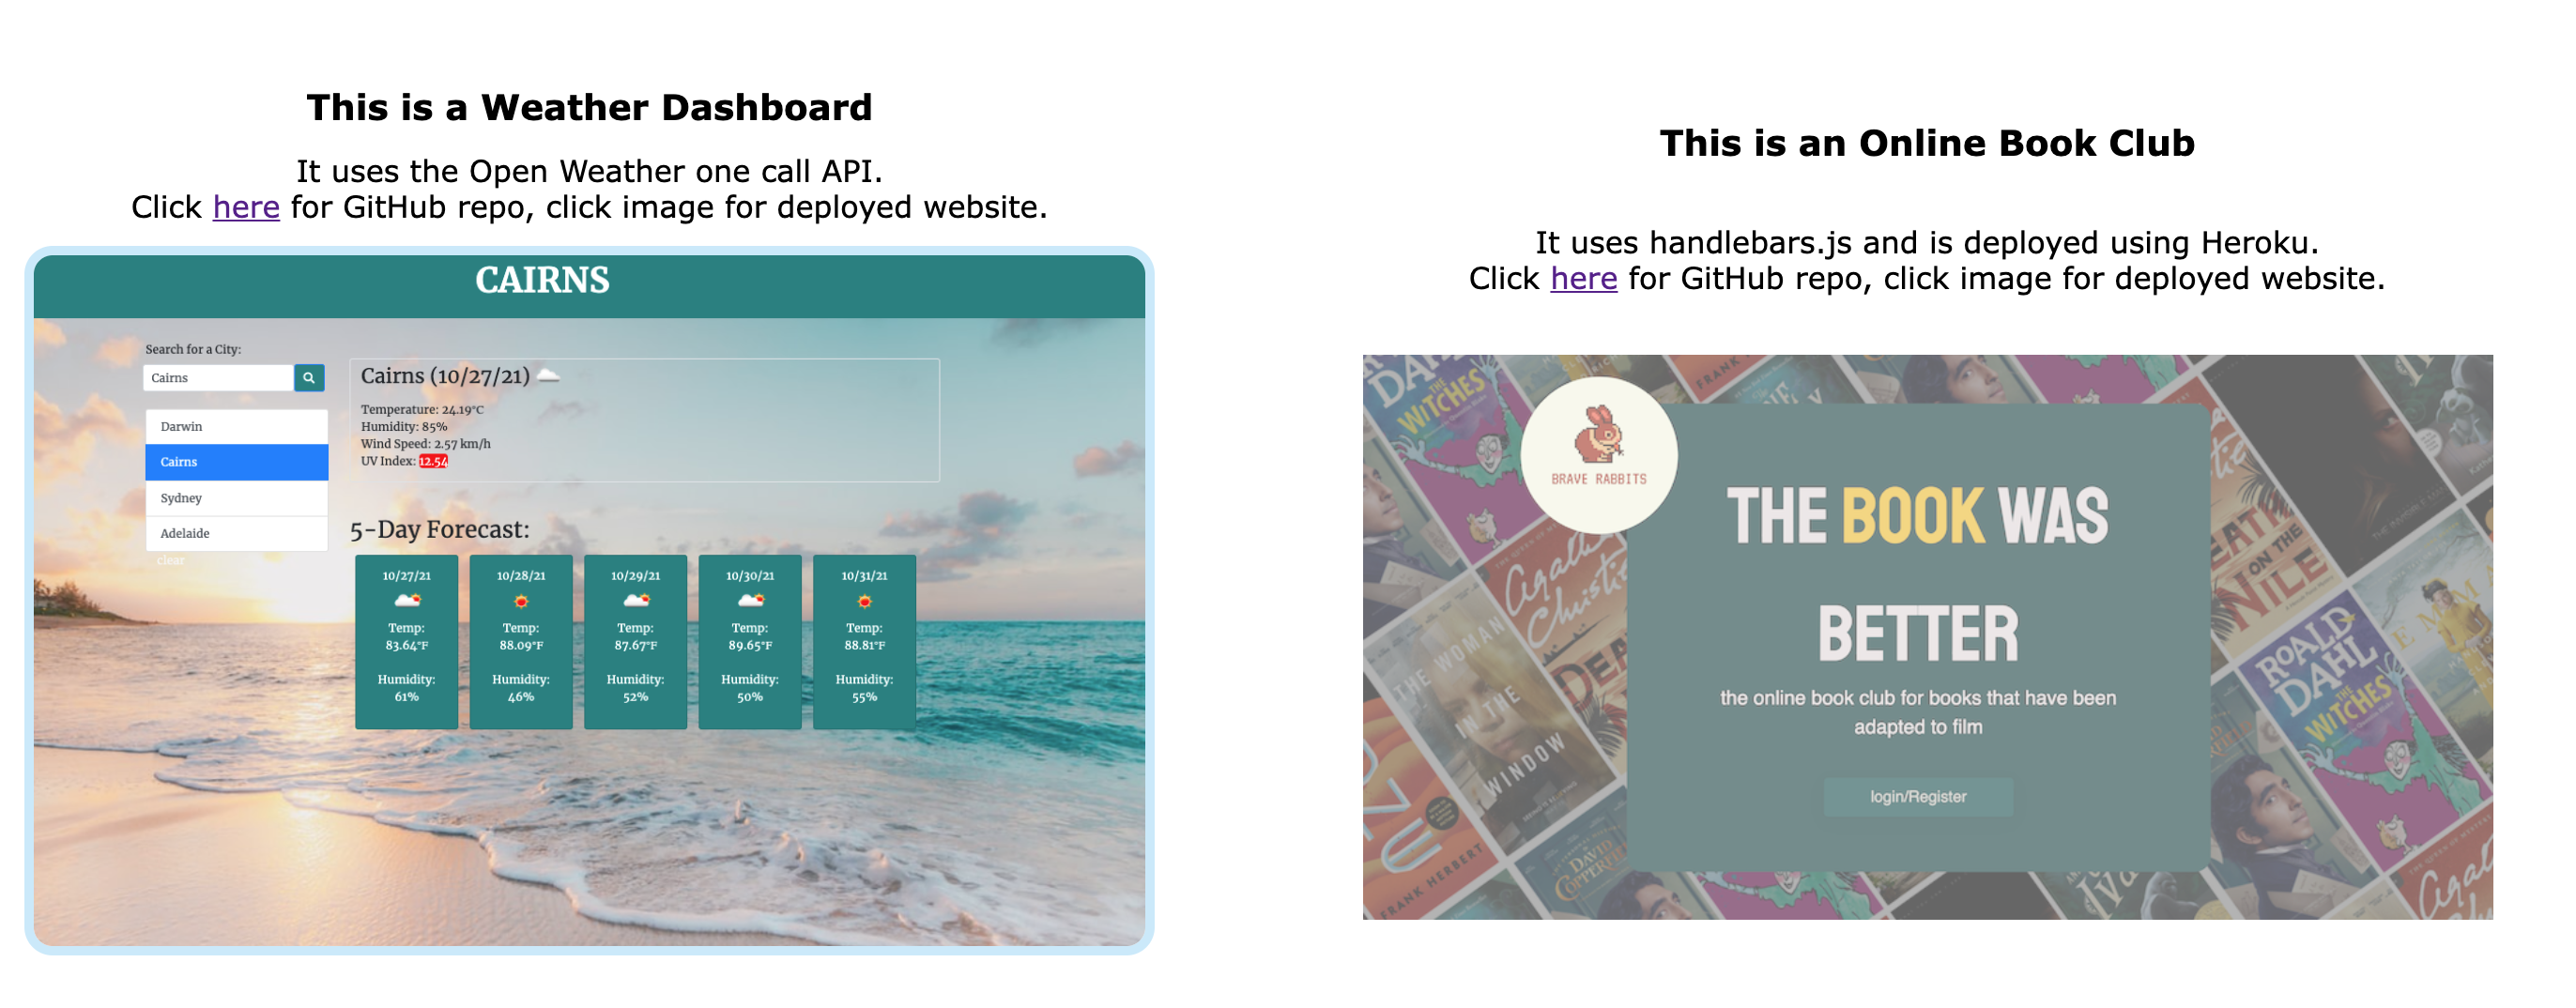 This is a Weather Dashboard
It uses the Open Weather one call API.
Click here for GitHub repo, click image for deployed website.
CAIRNS
Search for a City:
Cairns
Darwin
Cairns
Sydney
Adelaide
clear
Cairns (10/27/21)
Temperature: 24.19°C
Humidity: 85%
Wind Speed: 2.57 km/h
UV Index: 12.54
5-Day Forecast:
10/27/21
Temp:
83.64°F
Humidity:
61%
10/28/21
Temp:
88.09°F
Humidity:
46%
10/29/21
Temp:
87.67°F
Humidity:
52%
10/30/21
Temp:
89.65°F
Humidity:
50%
10/31/21
Temp:
88.81°F
Humidity:
55%
This is an Online Book Club
It uses handlebars.js and is deployed using Heroku.
Click here for GitHub repo, click image for deployed website.
BRAVE RABBITS
THE BOOK WAS
BETTER
the online book club for books that have been
adapted to film
login/Register
THE WITCHES
Agatha
Christie
THE WOMAN
IN THE
WINDOW
FRANK HERBERT
DAVID
COPPERFIELD
ON THE
NILE
ROALD
DAHL
THE
WITCHES